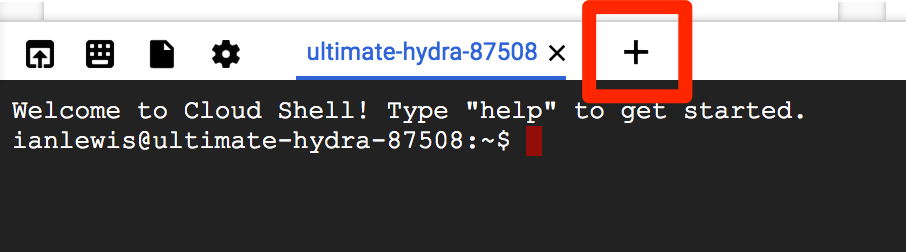 ultimate-hydra-87508
Welcome to Cloud Shell! Type "help" to get started.
ianlewis@ultimate-hydra-87508:~$